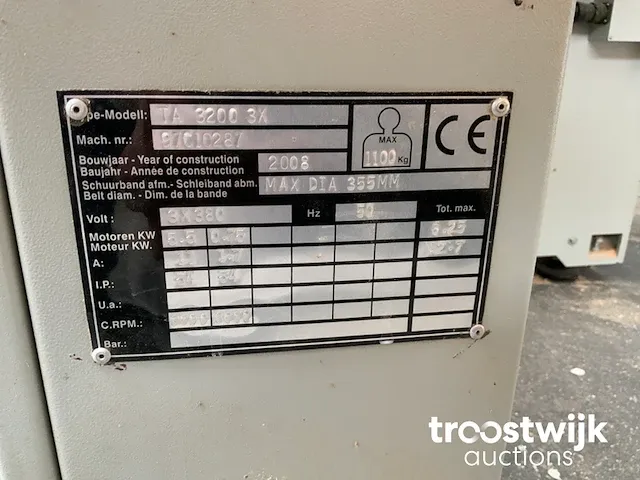 ype-Modell: TA 3200 3X
MAX
1100 Kg
CE
Mach. nr.:
Bouwjaar - Year of construction
Baujahr - Année de construction
2008
Schuurband afm. - Schleiband abm.
Belt diam. - Dim. de la bande
MAX DIA 355MM
Volt : 3X380 Hz 50 Tot. max.
Motoren KW
Moteur KW.
A:
I.P.:
U.a.:
C.RPM.:
Bar.:
troostwijk
auctions